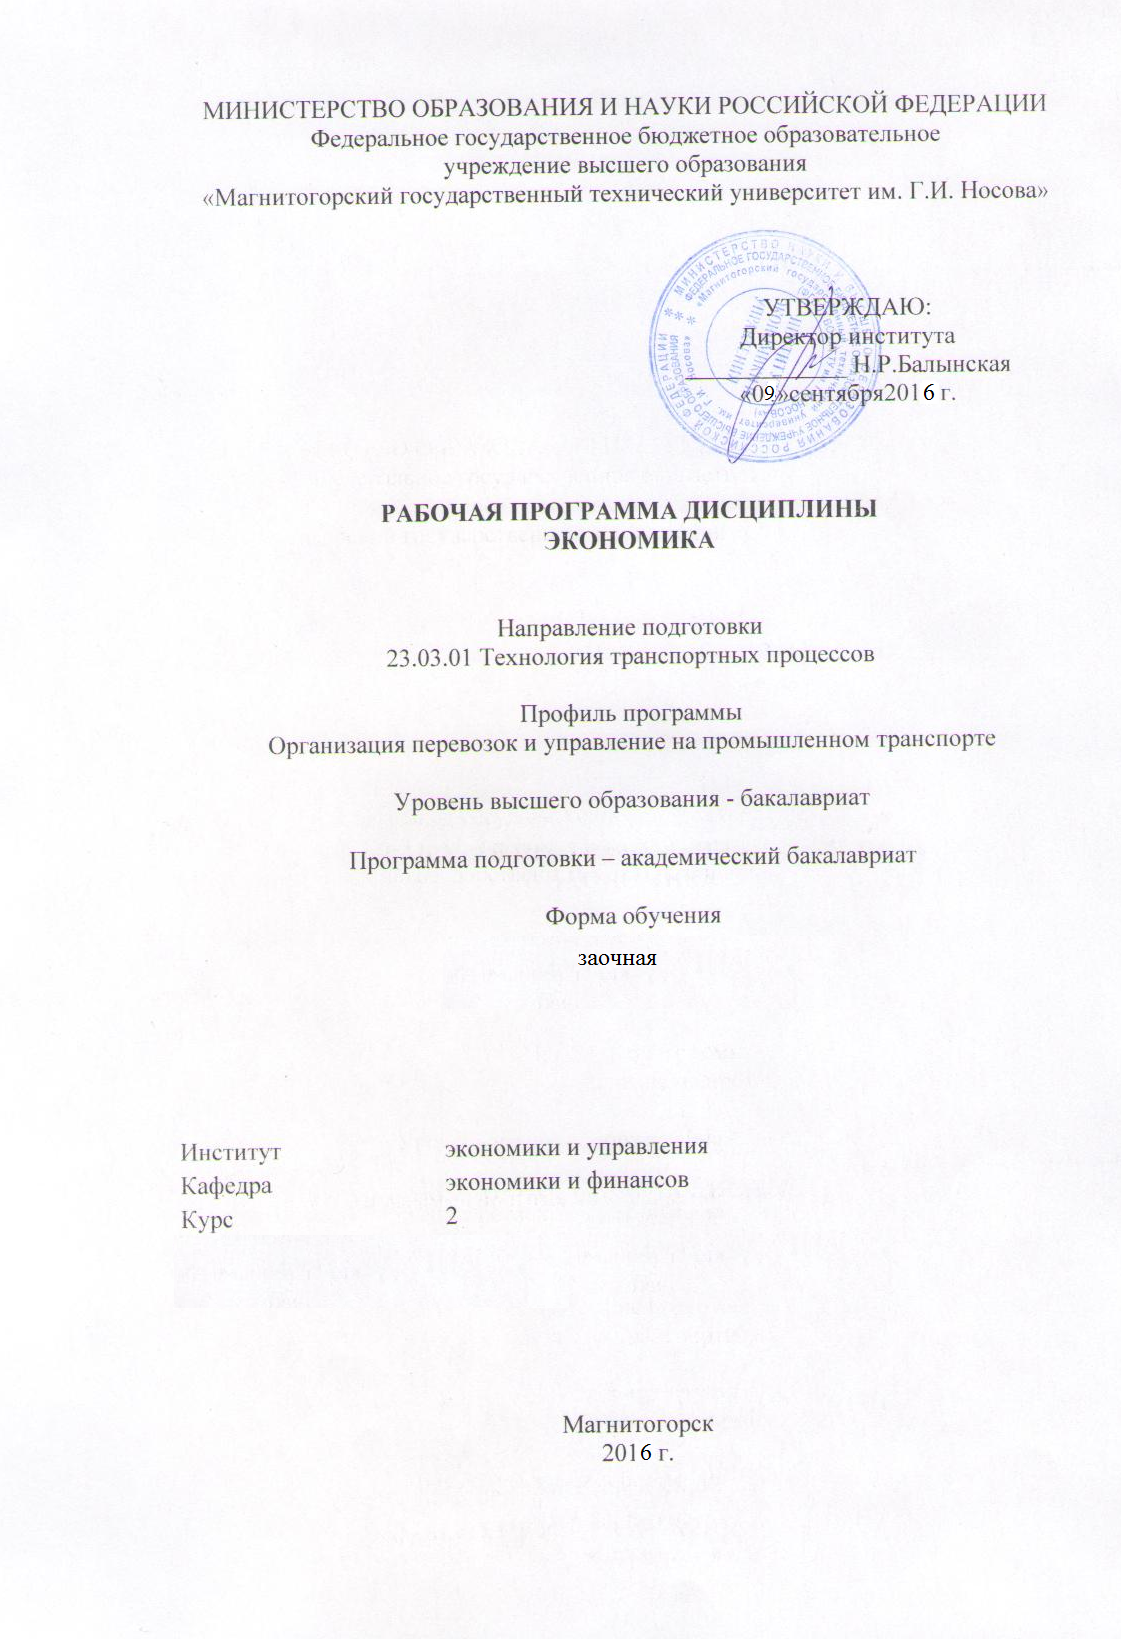 МИНИСТЕРСТВО ОБРАЗОВАНИЯ И НАУКИ РОССИЙСКОЙ ФЕДЕРАЦИИ
Федеральное государственное бюджетное образовательное
учреждение высшего образования
«Магнитогорский государственный технический университет им. Г.И. Носова»
УТВЕРЖДАЮ:
Директор института
Н.Р.Балынская
«09»сентября2016 г.
РАБОЧАЯ ПРОГРАММА ДИСЦИПЛИНЫ
ЭКОНОМИКА
Направление подготовки
23.03.01 Технология транспортных процессов
Профиль программы
Организация перевозок и управление на промышленном транспорте
Уровень высшего образования - бакалавриат
Программа подготовки – академический бакалавриат
Форма обучения
заочная
Институт экономики и управления
Кафедра экономики и финансов
Курс 2
Магнитогорск
2016 г.